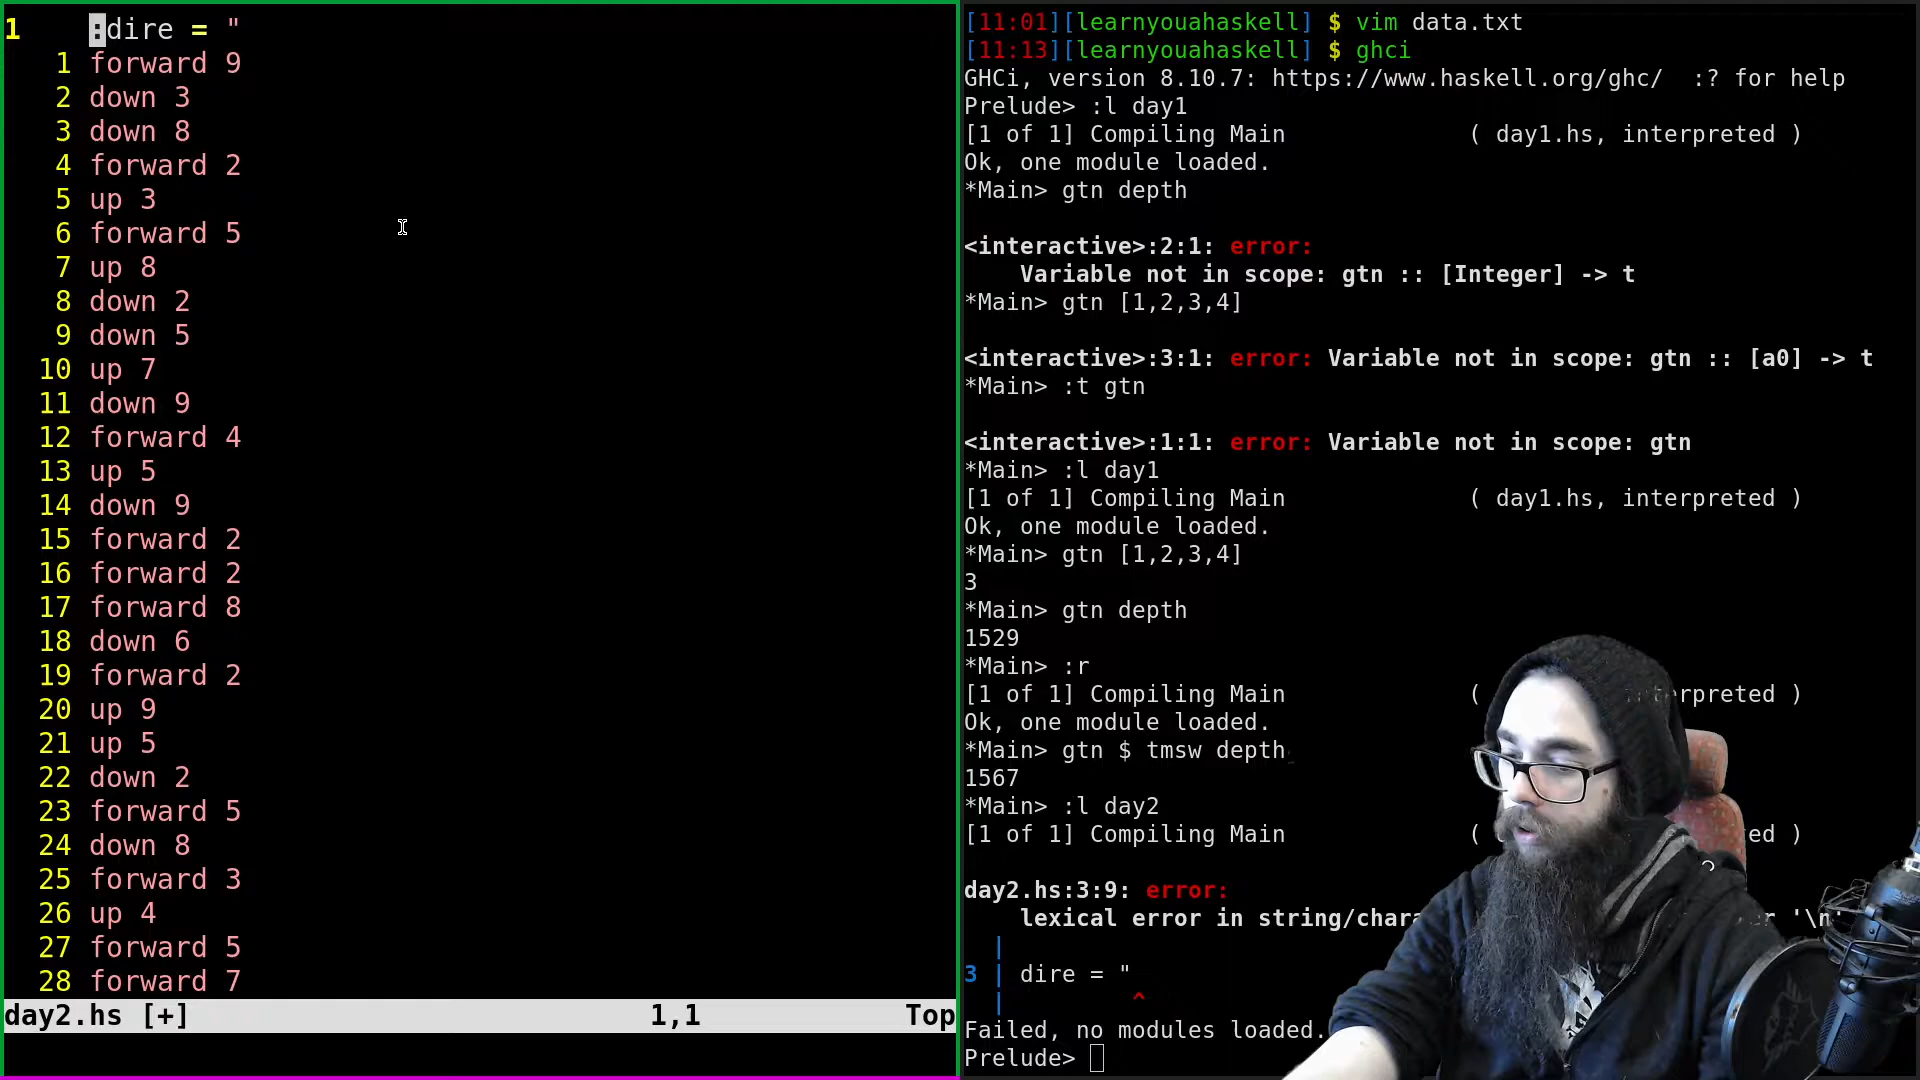 1 :dire = "
1 forward 9
2 down 3
3 down 8
4 forward 2
5 up 3
6 forward 5
7 up 8
8 down 2
9 down 5
10 up 7
11 down 9
12 forward 4
13 up 5
14 down 9
15 forward 2
16 forward 2
17 forward 8
18 down 6
19 forward 2
20 up 9
21 up 5
22 down 2
23 forward 5
24 down 8
25 forward 3
26 up 4
27 forward 5
28 forward 7
day2.hs [+] 1,1 Top
[11:01][learnyouahaskell] $ vim data.txt
[11:13][learnyouahaskell] $ ghci
GHCi, version 8.10.7: https://www.haskell.org/ghc/  :? for help
Prelude> :l day1
[1 of 1] Compiling Main ( day1.hs, interpreted )
Ok, one module loaded.
*Main> gtn depth
<interactive>:2:1: error:
Variable not in scope: gtn :: [Integer] -> t
*Main> gtn [1,2,3,4]
<interactive>:3:1: error: Variable not in scope: gtn :: [a0] -> t
*Main> :t gtn
<interactive>:1:1: error: Variable not in scope: gtn
*Main> :l day1
[1 of 1] Compiling Main ( day1.hs, interpreted )
Ok, one module loaded.
*Main> gtn [1,2,3,4]
3
*Main> gtn depth
1529
*Main> :r
[1 of 1] Compiling Main ( rpreted )
Ok, one module loaded.
*Main> gtn $ tmsw depth
1567
*Main> :l day2
[1 of 1] Compiling Main ( ed )
day2.hs:3:9: error:
lexical error in string/chara '\n'
|
3 | dire = "
| ^
Failed, no modules loaded.
Prelude>